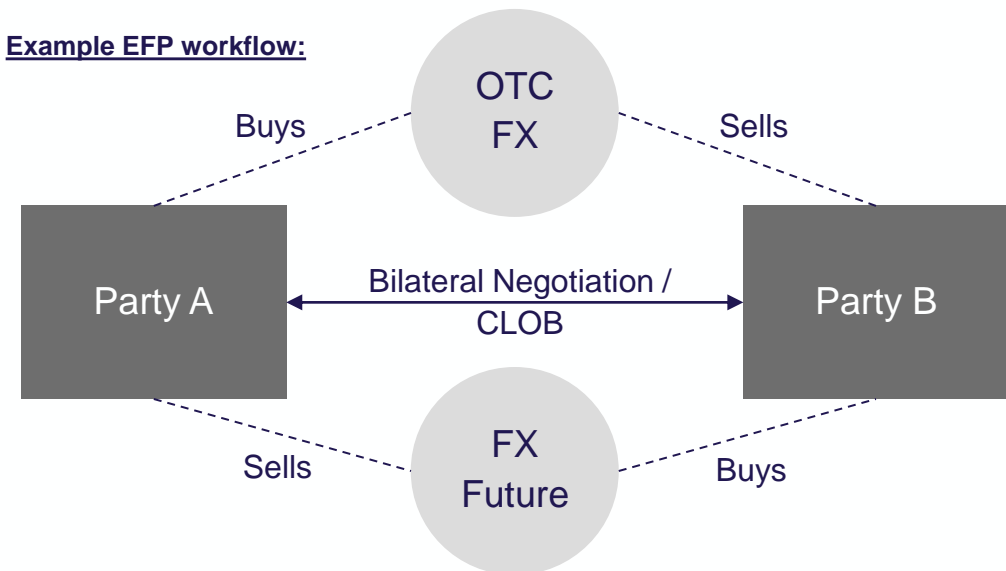 Example EFP workflow:
OTC
FX
Buys
Sells
Party A
Bilateral Negotiation /
CLOB
Party B
FX
Future
Sells
Buys